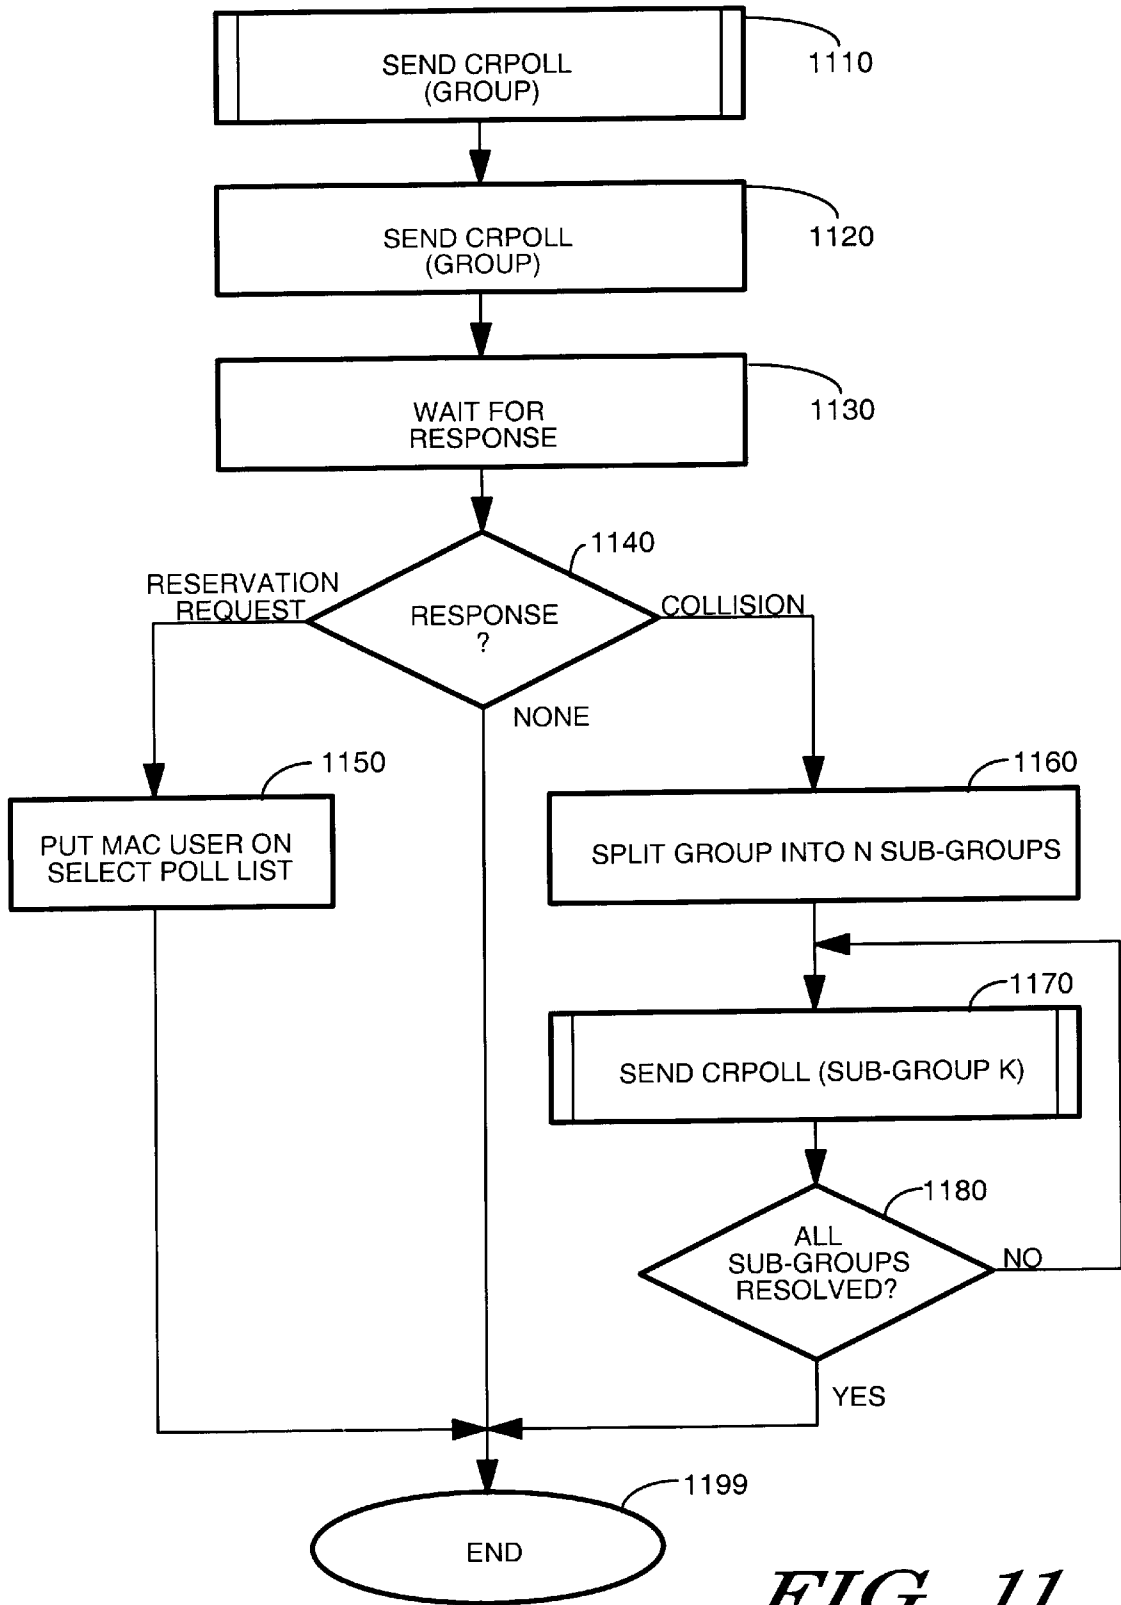 SEND CRPOLL
(GROUP)
1110
SEND CRPOLL
(GROUP)
1120
WAIT FOR
RESPONSE
1130
1140
RESERVATION
REQUEST
RESPONSE
?
COLLISION
NONE
1150
PUT MAC USER ON
SELECT POLL LIST
1160
SPLIT GROUP INTO N SUB-GROUPS
1170
SEND CRPOLL (SUB-GROUP K)
1180
ALL
SUB-GROUPS
RESOLVED?
NO
YES
1199
END
FIG. 11